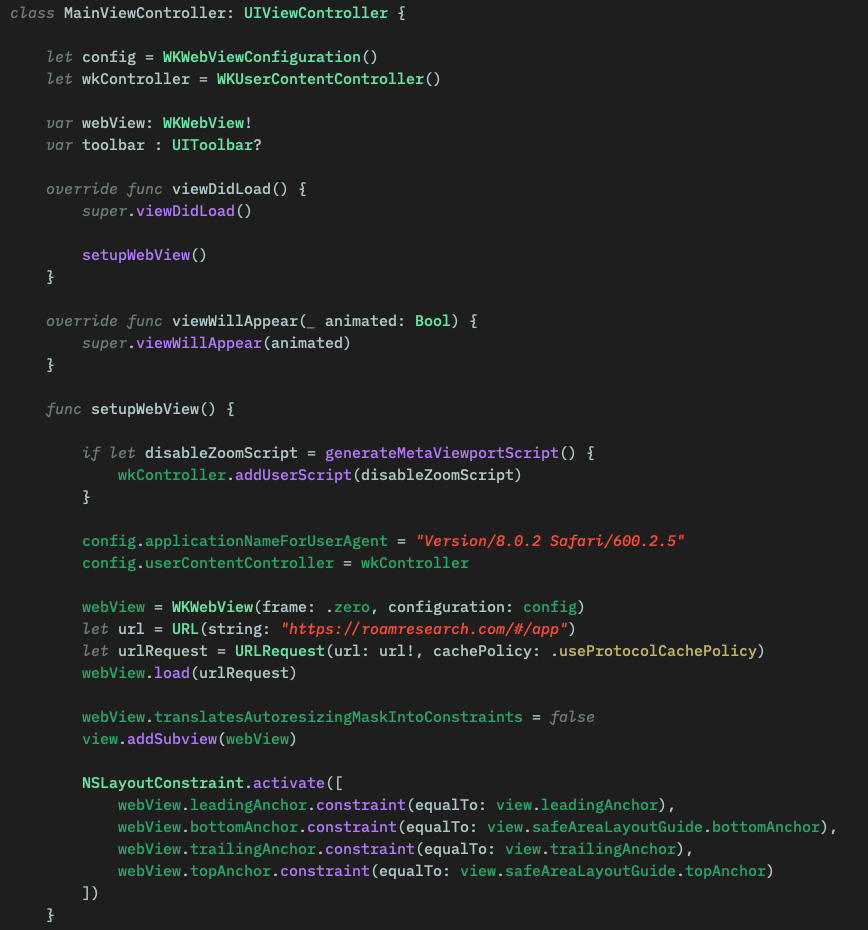 class MainViewController: UIViewController {
let config = WKWebViewConfiguration()
let wkController = WKUserContentController()
var webView: WKWebView!
var toolbar : UIToolbar?
override func viewDidLoad() {
super.viewDidLoad()
setupWebView()
}
override func viewWillAppear(_ animated: Bool) {
super.viewWillAppear(animated)
}
func setupWebView() {
if let disableZoomScript = generateMetaViewportScript() {
wkController.addUserScript(disableZoomScript)
}
config.applicationNameForUserAgent = "Version/8.0.2 Safari/600.2.5"
config.userContentController = wkController
webView = WKWebView(frame: .zero, configuration: config)
let url = URL(string: "https://roamresearch.com/#/app")
let urlRequest = URLRequest(url: url!, cachePolicy: .useProtocolCachePolicy)
webView.load(urlRequest)
webView.translatesAutoresizingMaskIntoConstraints = false
view.addSubview(webView)
NSLayoutConstraint.activate([
webView.leadingAnchor.constraint(equalTo: view.leadingAnchor),
webView.bottomAnchor.constraint(equalTo: view.safeAreaLayoutGuide.bottomAnchor),
webView.trailingAnchor.constraint(equalTo: view.trailingAnchor),
webView.topAnchor.constraint(equalTo: view.safeAreaLayoutGuide.topAnchor)
])
}